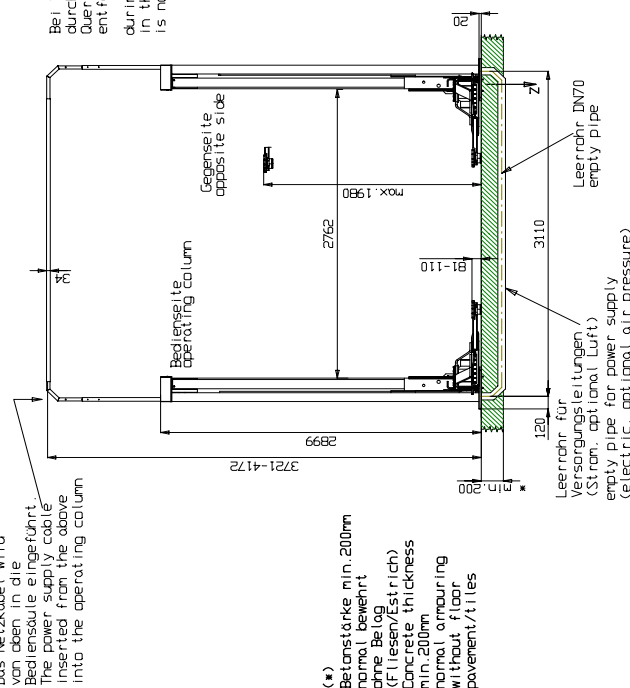 Das Netzkabel wird
von oben in die
Bediensäule eingeführt.
The power supply cable
inserted from the above
into the operating column
Bei
durc
Quer
entf
durin
in th
is n
34
Bedienseite
operating column
Gegenseite
opposite side
2762
max.1980
81-110
20
2899
3721-4172
3110
120
min.200
*
Z
Leerrohr DN70
empty pipe
Leerrohr für
Versorgungsleitungen
(Strom, optional Luft)
empty pipe for power supply
(electric, optional air pressure)
(*)
Betonstärke min.200mm
normal bewehrt
ohne Belag
(Fliesen/Estrich)
Concrete thickness
min.200mm
normal armouring
without floor
pavement/tiles